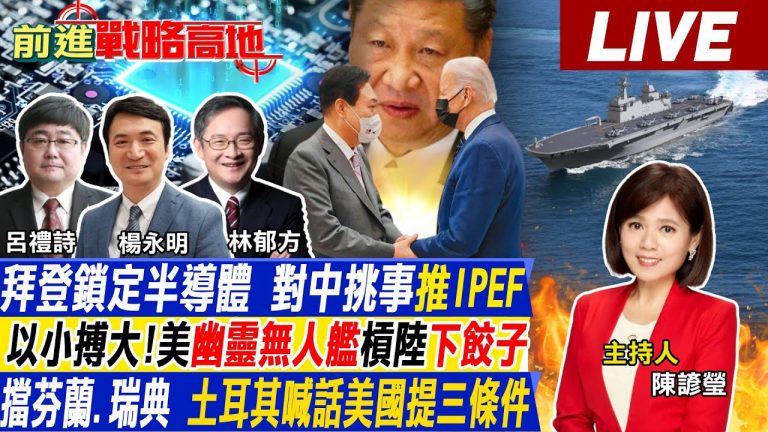 前進戰略高地
LIVE
呂禮詩
楊永明
林郁方
拜登鎖定半導體 對中挑事推IPEF
以小搏大!美幽靈無人艦槓陸下餃子
擋芬蘭.瑞典 土耳其喊話美國提三條件
主持人
陳諺瑩